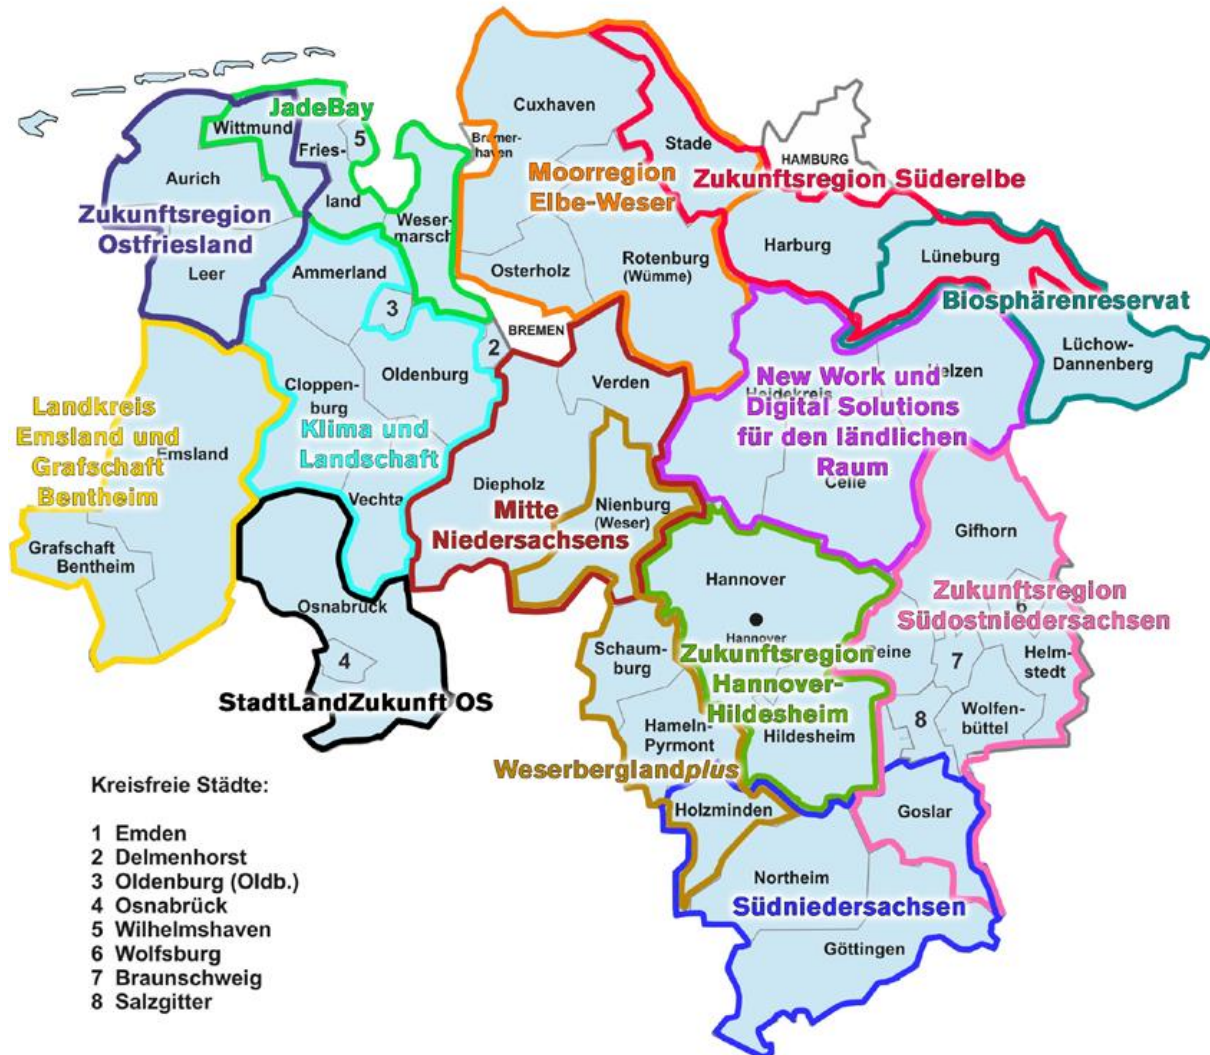 Cuxhaven
JadeBay
Wittmund
5
Fries-
land
Bremer-
haven
Stade
HAMBURG
Moorregion
Elbe-Weser
Zukunftsregion Süderelbe
Aurich
Zukunftsregion
Ostfriesland
Weser-
marsch
Leer
Ammerland
Osterholz
Rotenburg
(Wümme)
Harburg
Lüneburg
Biosphärenreservat
3
2
BREMEN
Lüchow-
Dannenberg
Oldenburg
Verden
Cloppen-
burg
New Work und
Digital Solutions
für den ländlichen
Raum
Heidekreis
Uelzen
Celle
Landkreis
Emsland und
Grafschaft
Bentheim
Emsland
Klima und
Landschaft
Vechta
Diepholz
Nienburg
(Weser)
Mitte
Niedersachsens
Gifhorn
Grafschaft
Bentheim
Hannover
Hannover
Osnabrück
4
StadtLandZukunft OS
Zukunftsregion
Südostniedersachsen
6
Schaum-
burg
Zukunftsregion
Hannover-
Hildesheim
Peine
7
Helm-
stedt
8
Wolfen-
büttel
Hameln-
Pyrmont
Hildesheim
Weserberglandplus
Holzminden
Goslar
Northeim
Südniedersachsen
Göttingen
Kreisfreie Städte:
1 Emden
2 Delmenhorst
3 Oldenburg (Oldb.)
4 Osnabrück
5 Wilhelmshaven
6 Wolfsburg
7 Braunschweig
8 Salzgitter